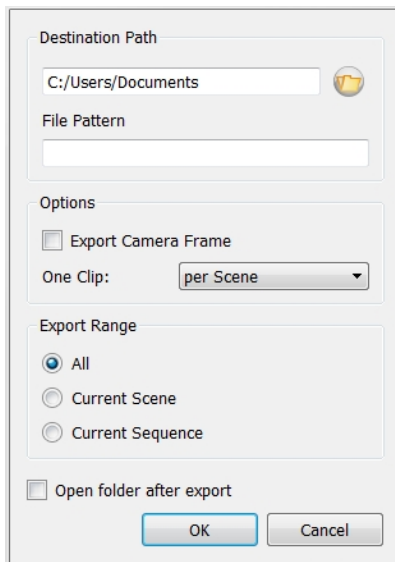 Destination Path
C:/Users/Documents
File Pattern
Options
Export Camera Frame
One Clip: per Scene
Export Range
All
Current Scene
Current Sequence
Open folder after export
OK Cancel